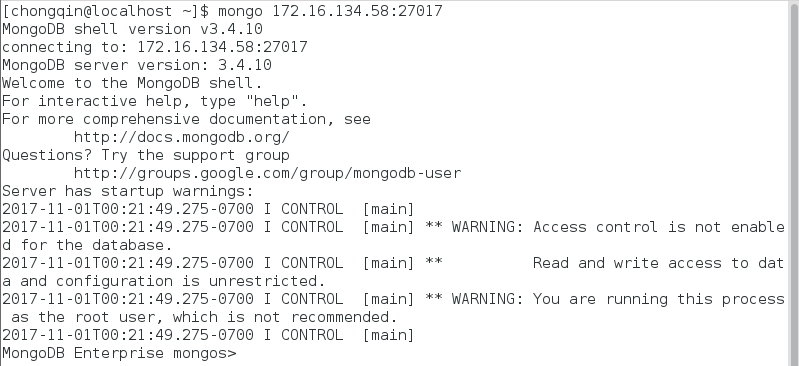 [chongqin@localhost ~]$ mongo 172.16.134.58:27017
MongoDB shell version v3.4.10
connecting to: 172.16.134.58:27017
MongoDB server version: 3.4.10
Welcome to the MongoDB shell.
For interactive help, type "help".
For more comprehensive documentation, see
        http://docs.mongodb.org/
Questions? Try the support group
        http://groups.google.com/group/mongodb-user
Server has startup warnings:
2017-11-01T00:21:49.275-0700 I CONTROL  [main]
2017-11-01T00:21:49.275-0700 I CONTROL  [main] ** WARNING: Access control is not enable
d for the database.
2017-11-01T00:21:49.275-0700 I CONTROL  [main] **          Read and write access to dat
a and configuration is unrestricted.
2017-11-01T00:21:49.275-0700 I CONTROL  [main] ** WARNING: You are running this process
 as the root user, which is not recommended.
2017-11-01T00:21:49.275-0700 I CONTROL  [main]
MongoDB Enterprise mongos>